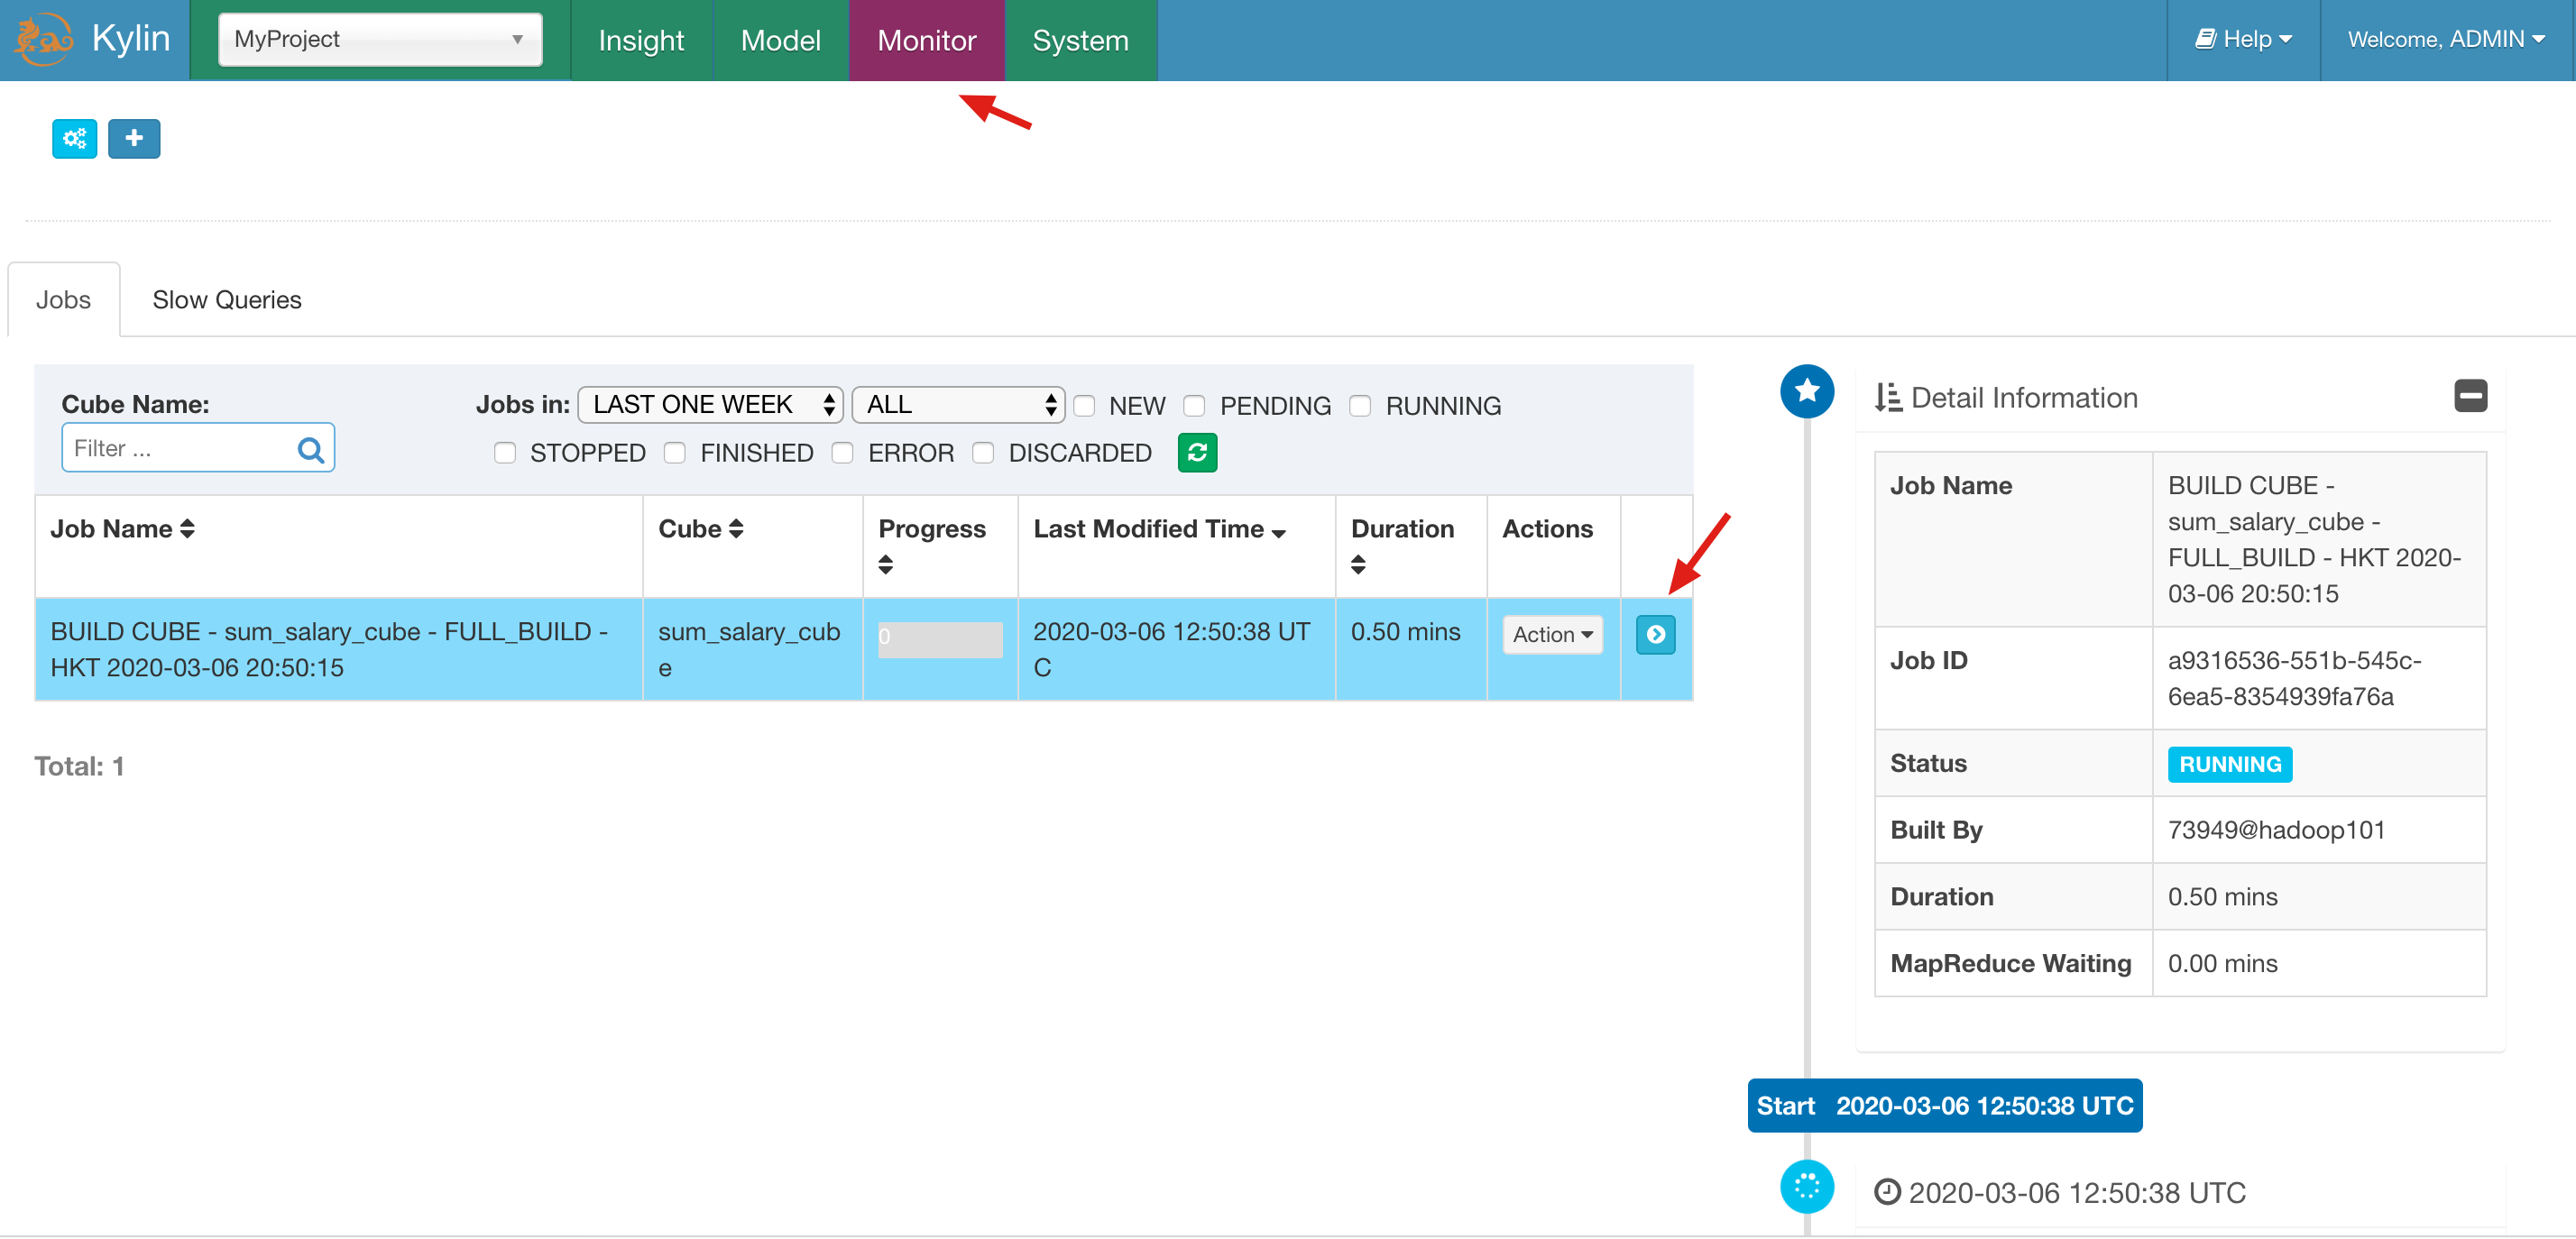 Kylin
MyProject
Insight
Model
Monitor
System
Help
Welcome, ADMIN
Jobs
Slow Queries
Cube Name:
Filter ...
Jobs in: LAST ONE WEEK ALL NEW PENDING RUNNING
STOPPED FINISHED ERROR DISCARDED
Job Name Cube Progress Last Modified Time Duration Actions
BUILD CUBE - sum_salary_cube - FULL_BUILD -
HKT 2020-03-06 20:50:15
sum_salary_cub
e
0
2020-03-06 12:50:38 UT
C
0.50 mins
Action
Total: 1
Detail Information
Job Name
BUILD CUBE -
sum_salary_cube -
FULL_BUILD - HKT 2020-
03-06 20:50:15
Job ID
a9316536-551b-545c-
6ea5-8354939fa76a
Status
RUNNING
Built By
73949@hadoop101
Duration
0.50 mins
MapReduce Waiting
0.00 mins
Start 2020-03-06 12:50:38 UTC
2020-03-06 12:50:38 UTC